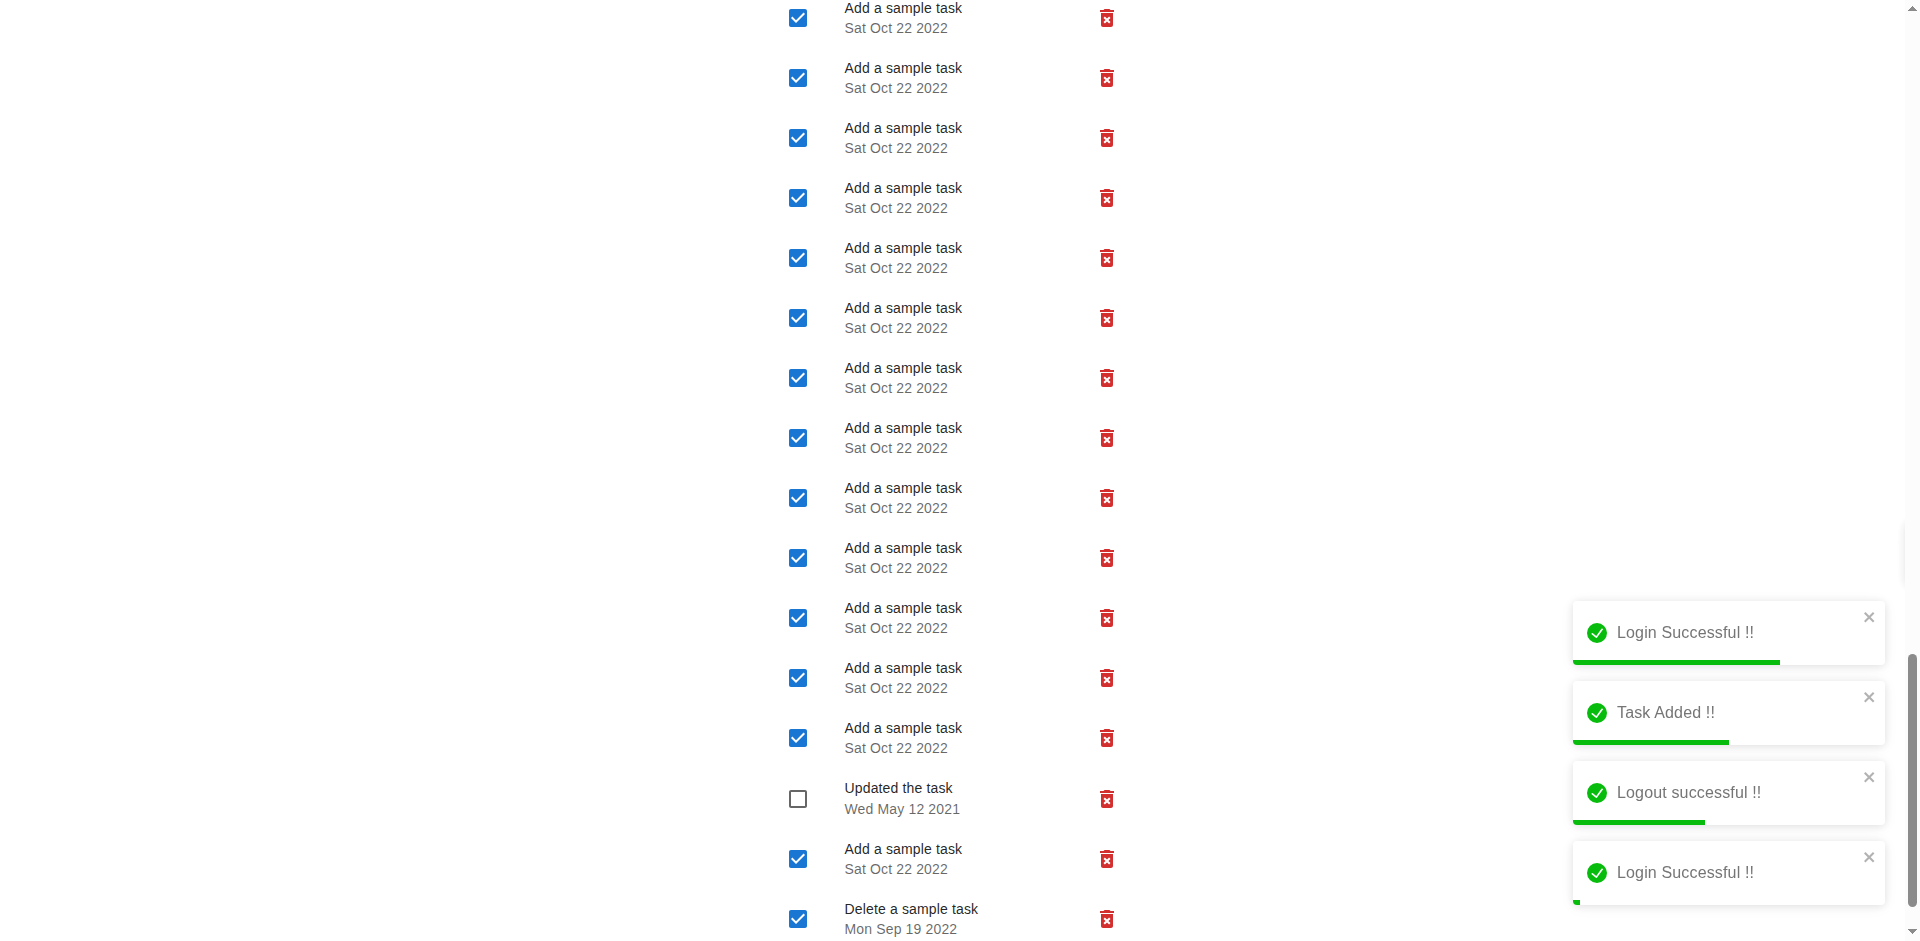 Add a sample task
Sat Oct 22 2022
Add a sample task
Sat Oct 22 2022
Add a sample task
Sat Oct 22 2022
Add a sample task
Sat Oct 22 2022
Add a sample task
Sat Oct 22 2022
Add a sample task
Sat Oct 22 2022
Add a sample task
Sat Oct 22 2022
Add a sample task
Sat Oct 22 2022
Add a sample task
Sat Oct 22 2022
Add a sample task
Sat Oct 22 2022
Add a sample task
Sat Oct 22 2022
Add a sample task
Sat Oct 22 2022
Add a sample task
Sat Oct 22 2022
Updated the task
Wed May 12 2021
Add a sample task
Sat Oct 22 2022
Delete a sample task
Mon Sep 19 2022
Login Successful !!
Task Added !!
Logout successful !!
Login Successful !!